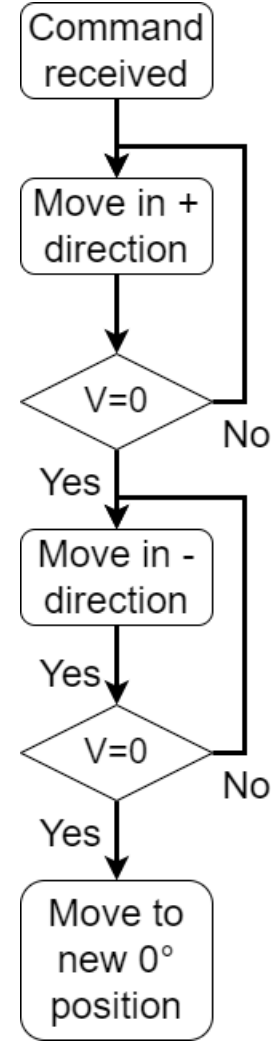 Command
received
Move in +
direction
V=0
No
Yes
Move in -
direction
Yes
V=0
No
Yes
Move to
new 0°
position